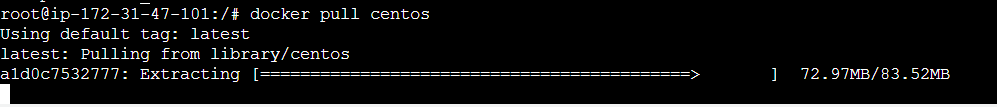 root@ip-172-31-47-101:/# docker pull centos
Using default tag: latest
latest: Pulling from library/centos
a1d0c7532777: Extracting [===========================================>       ]  72.97MB/83.52MB